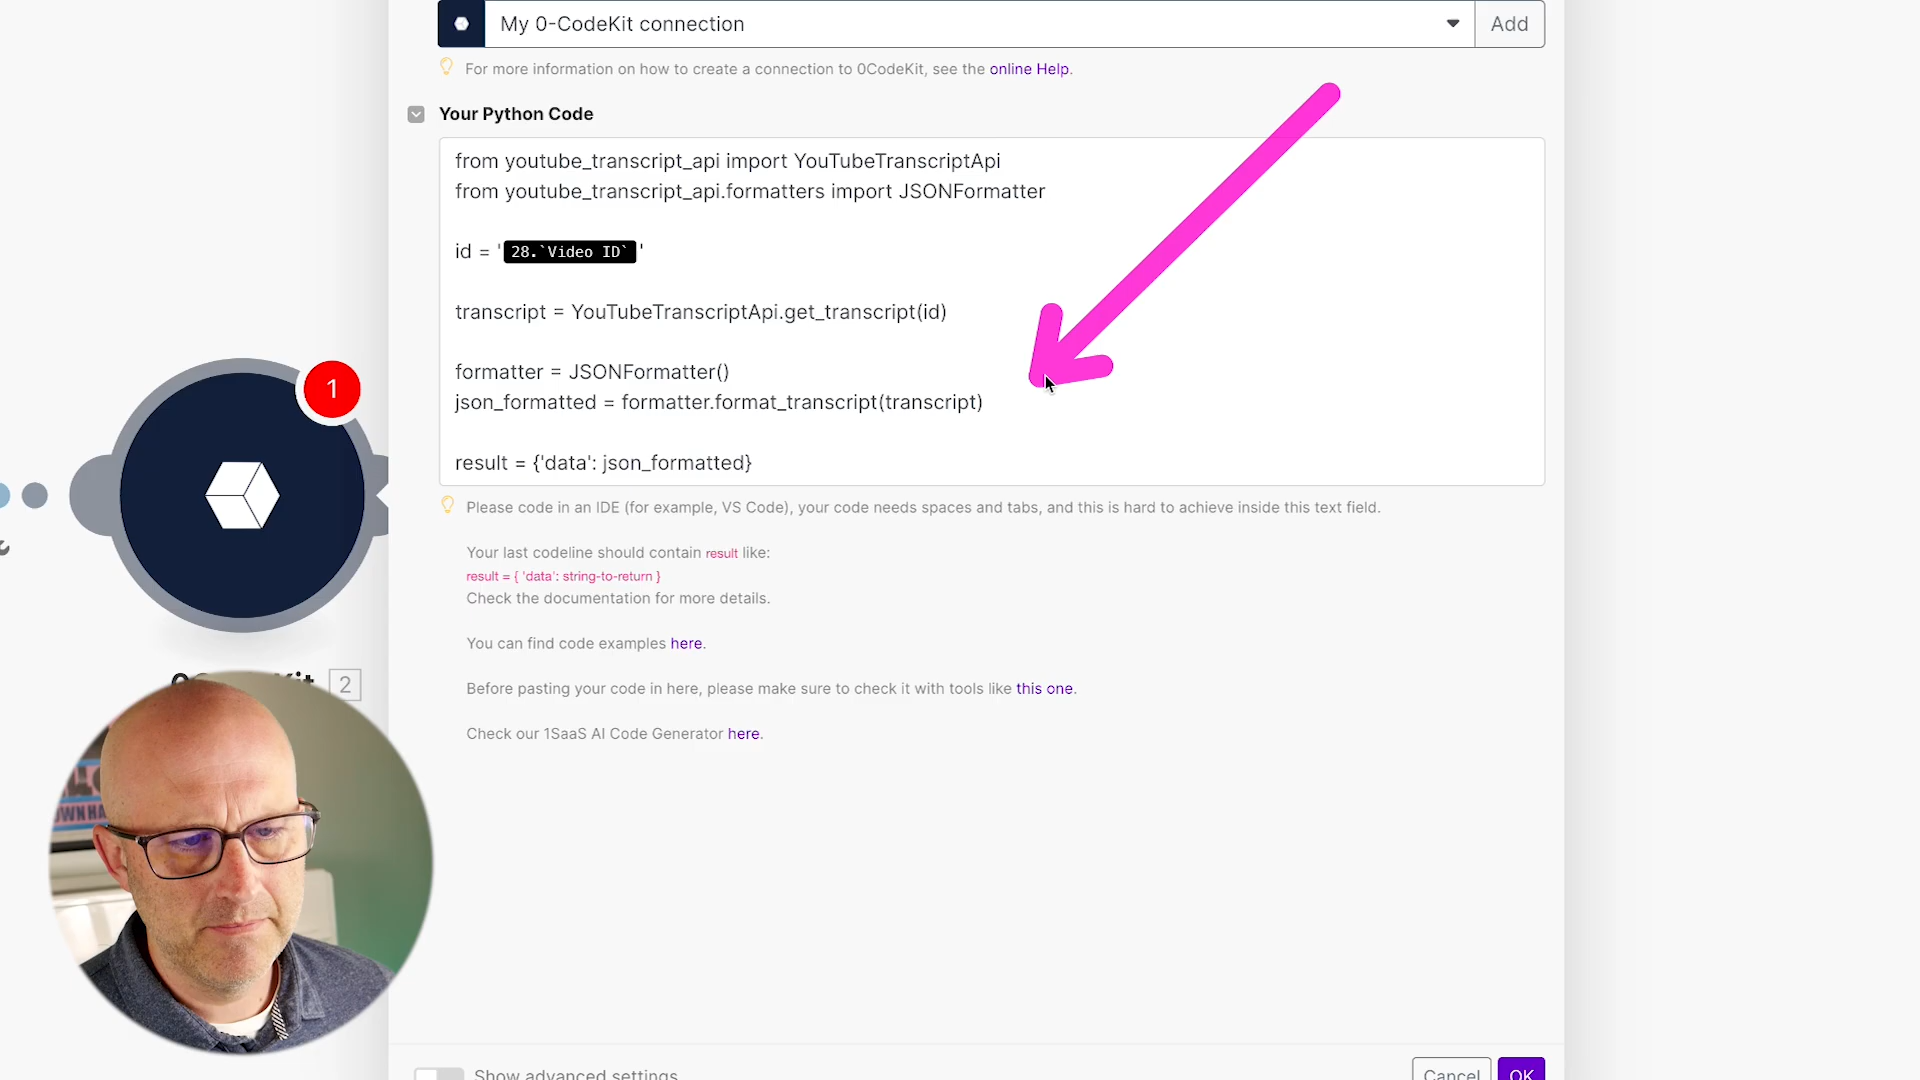 My 0-CodeKit connection
Add
For more information on how to create a connection to 0CodeKit, see the online Help.
Your Python Code
from youtube_transcript_api import YouTubeTranscriptApi
from youtube_transcript_api.formatters import JSONFormatter
id = '28.`Video ID`'
transcript = YouTubeTranscriptApi.get_transcript(id)
formatter = JSONFormatter()
json_formatted = formatter.format_transcript(transcript)
result = {'data': json_formatted}
Please code in an IDE (for example, VS Code), your code needs spaces and tabs, and this is hard to achieve inside this text field.
Your last codeline should contain result like:
result = { 'data': string-to-return }
Check the documentation for more details.
You can find code examples here.
Before pasting your code in here, please make sure to check it with tools like this one.
Check our 1SaaS AI Code Generator here.
1
2
Show advanced settings
Cancel
OK